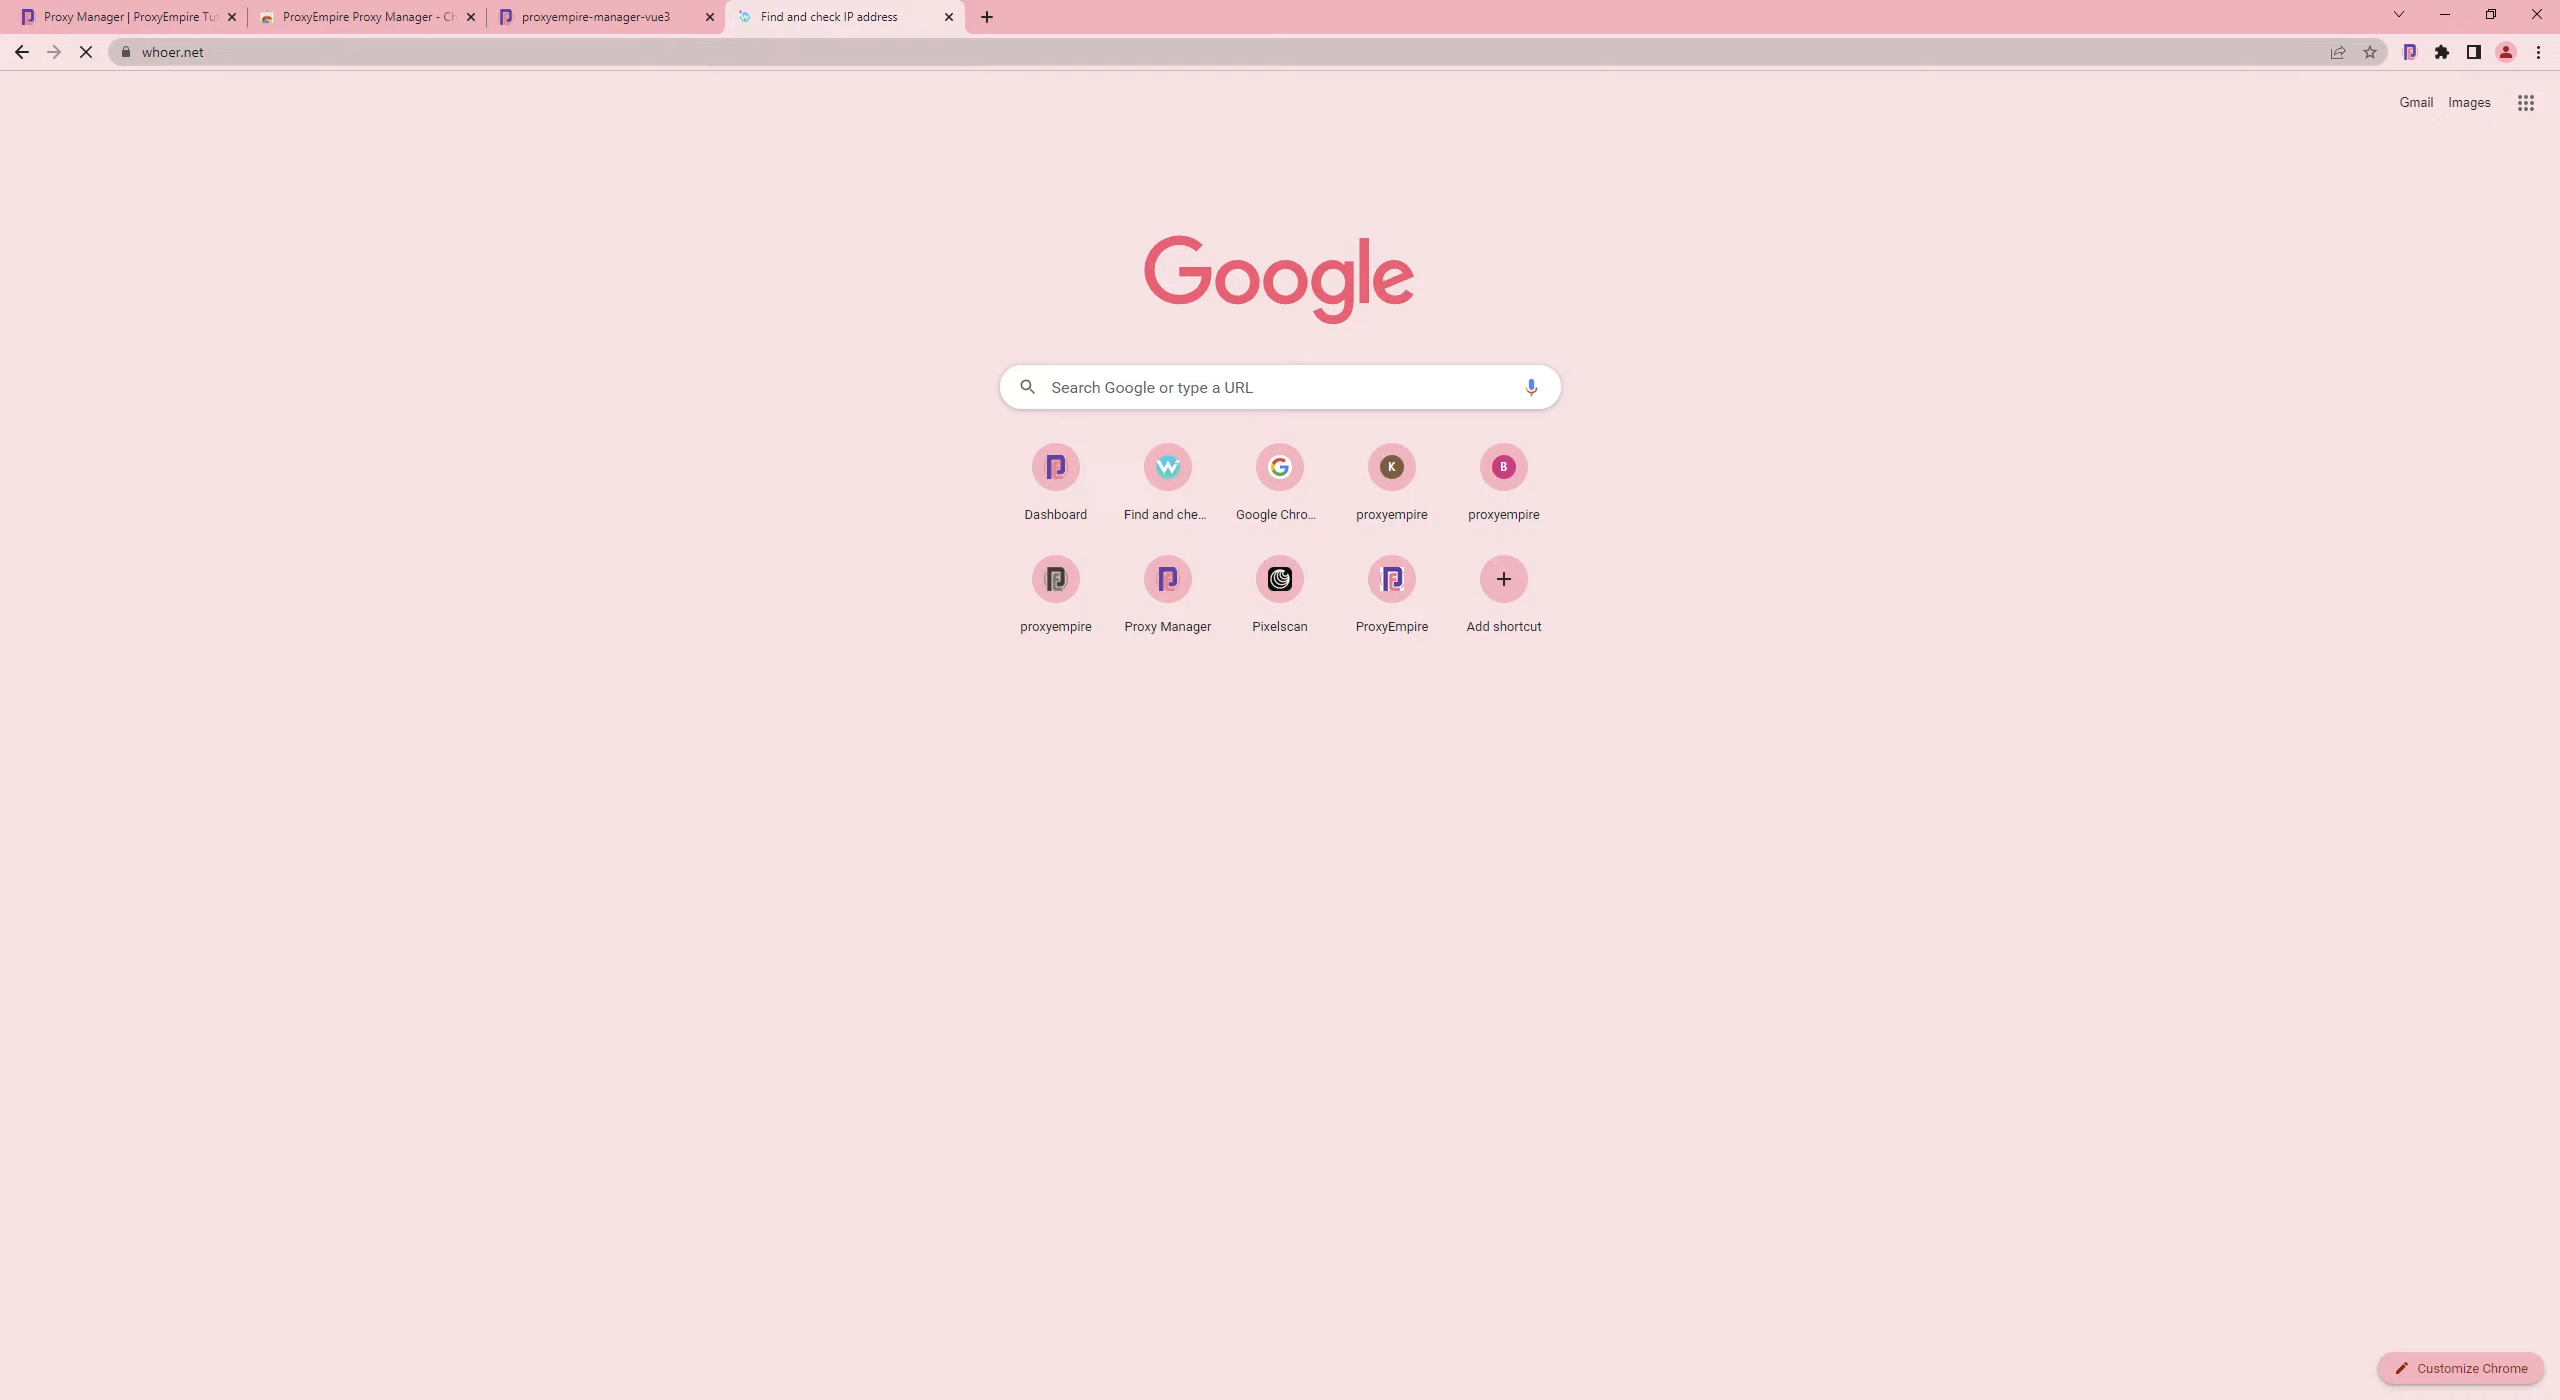 Proxy Manager | ProxyEmpire Tu
ProxyEmpire Proxy Manager - Ch
proxyempire-manager-vue3
Find and check IP address
whoer.net
Gmail
Images
Google
Search Google or type a URL
Dashboard
Find and che...
Google Chro...
K
proxyempire
B
proxyempire
proxyempire
Proxy Manager
Pixelscan
ProxyEmpire
Add shortcut
Customize Chrome